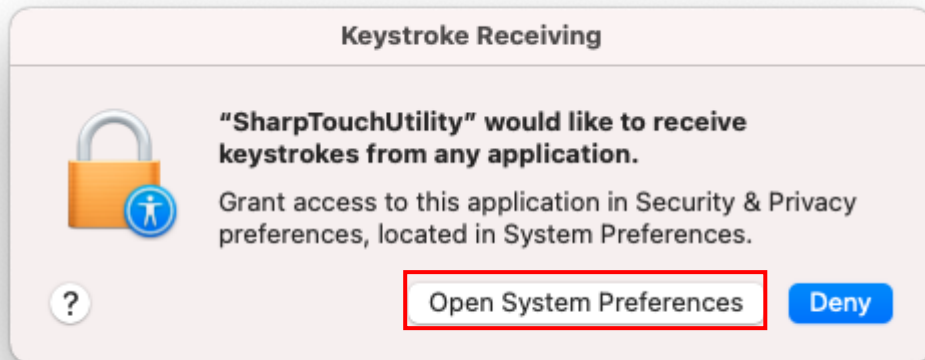 Keystroke Receiving
“SharpTouchUtility” would like to receive
keystrokes from any application.
Grant access to this application in Security & Privacy
preferences, located in System Preferences.
?
Open System Preferences
Deny